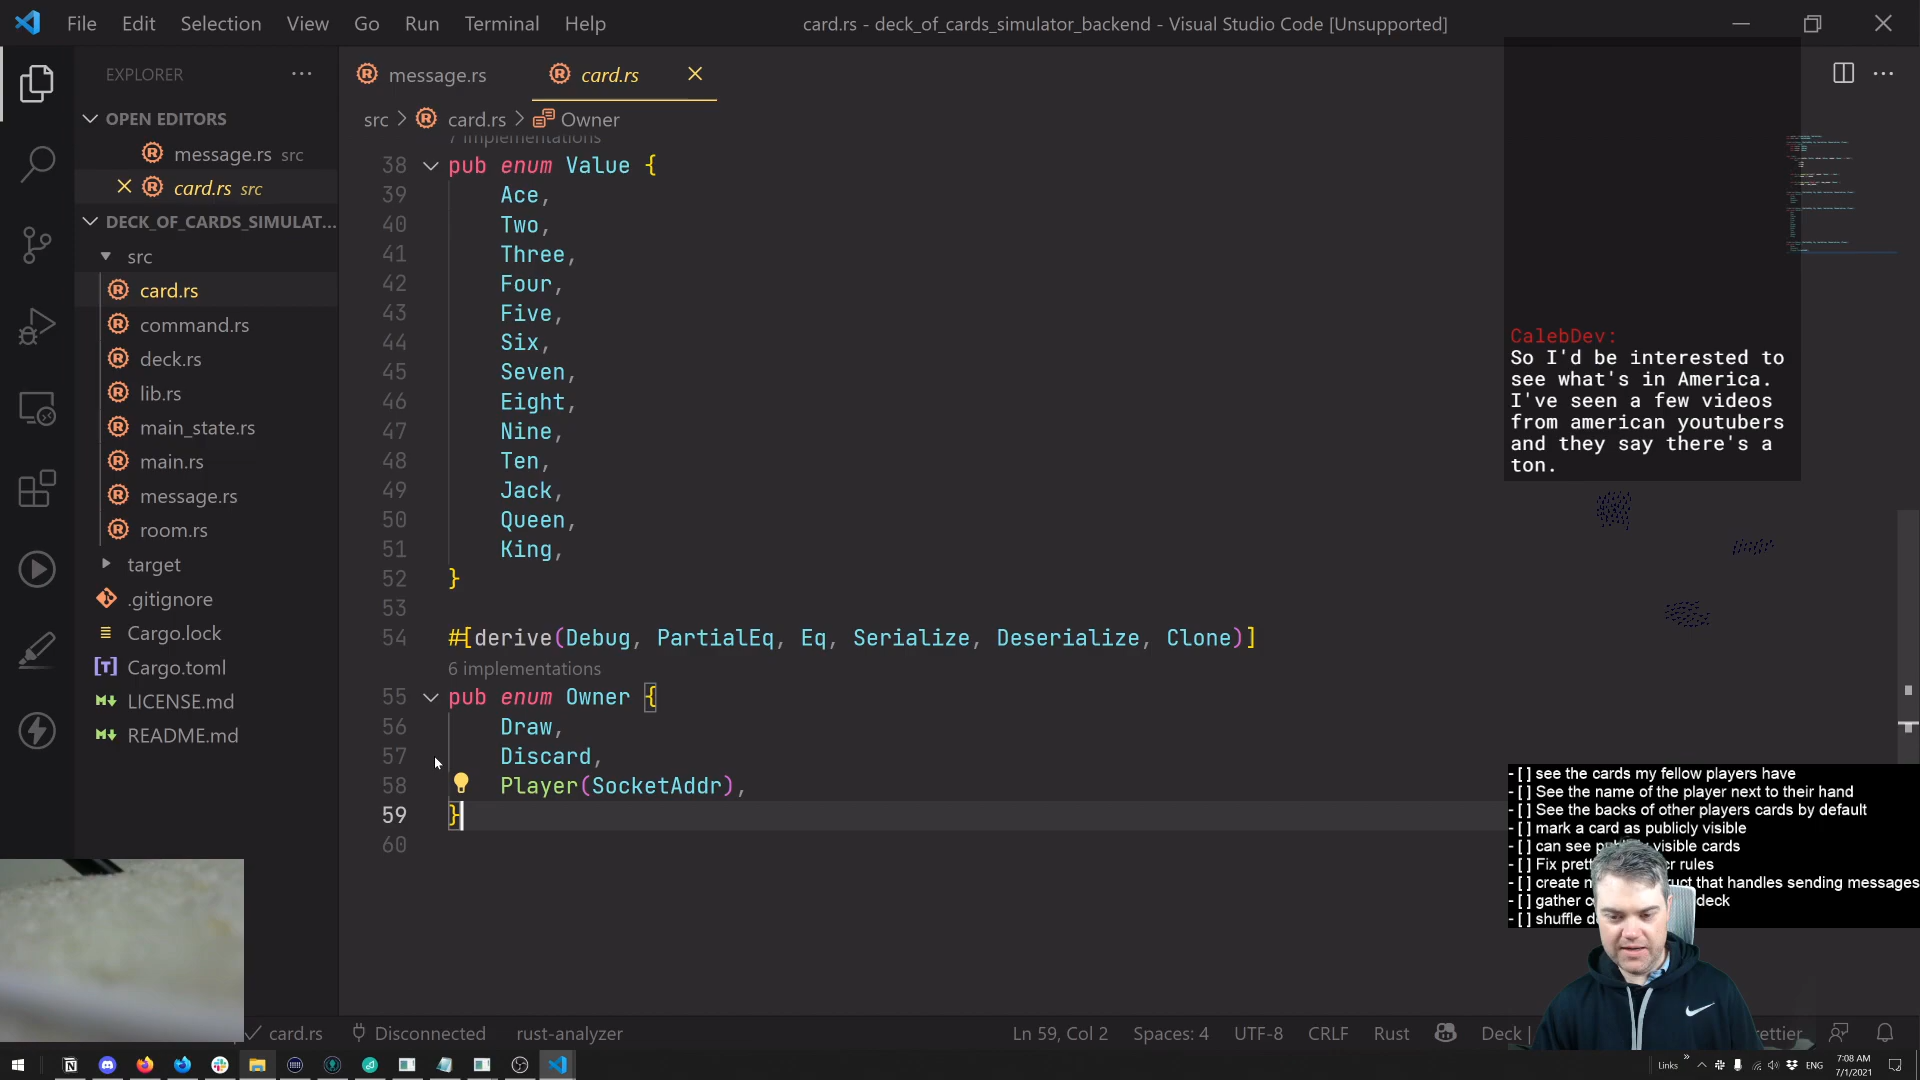 File Edit Selection View Go Run Terminal Help
card.rs - deck_of_cards_simulator_backend - Visual Studio Code [Unsupported]
EXPLORER
OPEN EDITORS
message.rs src
card.rs src
DECK_OF_CARDS_SIMULAT...
src
card.rs
command.rs
deck.rs
lib.rs
main_state.rs
main.rs
message.rs
room.rs
target
.gitignore
Cargo.lock
Cargo.toml
LICENSE.md
README.md
message.rs card.rs
src > card.rs > Owner
7 implementations
38 pub enum Value {
39 Ace,
40 Two,
41 Three,
42 Four,
43 Five,
44 Six,
45 Seven,
46 Eight,
47 Nine,
48 Ten,
49 Jack,
50 Queen,
51 King,
52 }
53
54 #[derive(Debug, PartialEq, Eq, Serialize, Deserialize, Clone)]
6 implementations
55 pub enum Owner {
56 Draw,
57 Discard,
58 Player(SocketAddr),
59 }
60
CalebDev:
So I'd be interested to
see what's in America.
I've seen a few videos
from american youtubers
and they say there's a
ton.
- [ ] see the cards my fellow players have
- [ ] See the name of the player next to their hand
- [ ] See the backs of other players cards by default
- [ ] mark a card as publicly visible
- [ ] can see visible cards
- [ ] Fix rules
- [ ] create that handles sending messages
- [ ] gather deck
- [ ] shuffle
card.rs Disconnected rust-analyzer
Ln 59, Col 2 Spaces: 4 UTF-8 CRLF Rust Deck
Links ENG 7:08 AM
7/1/2021